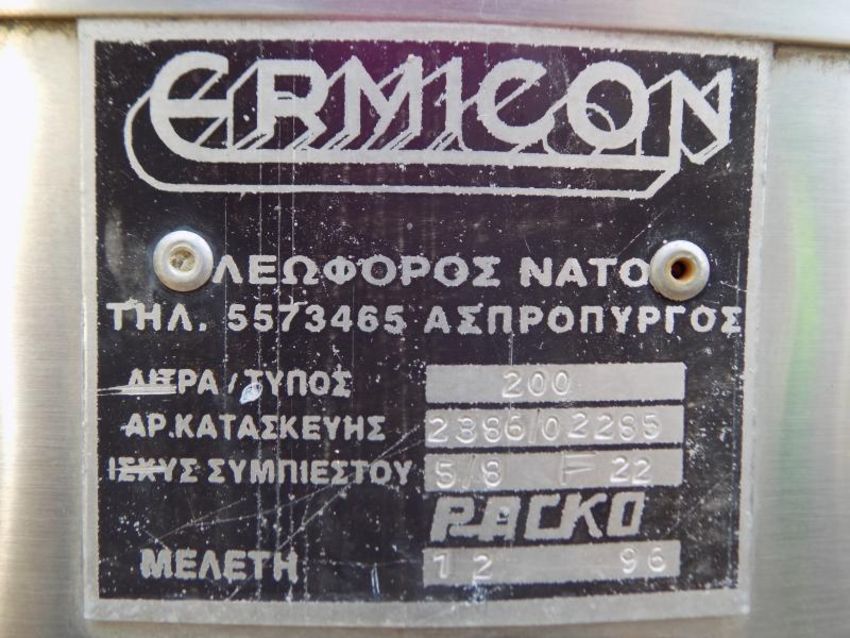 ERMICON
ΛΕΩΦΟΡΟΣ ΝΑΤΟ
ΤΗΛ. 5573465 ΑΣΠΡΟΠΥΡΓΟΣ
ΛΙΤΡΑ / ΤΥΠΟΣ 200
ΑΡ.ΚΑΤΑΣΚΕΥΗΣ 2386/02285
ΙΣΧΥΣ ΣΥΜΠΙΕΣΤΟΥ 5/8 F 22
RACKO
ΜΕΛΕΤΗ 12 96